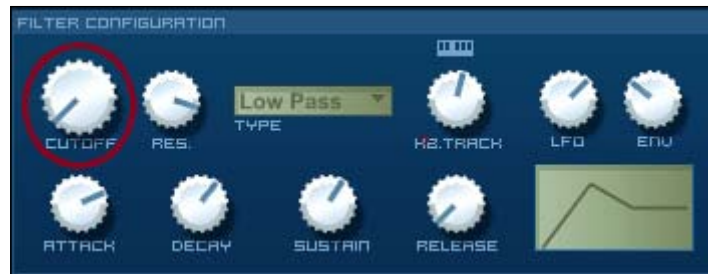 FILTER CONFIGURATION
Low Pass
CUTOFF RES. TYPE KB.TRACK LFO ENV
ATTACK DECAY SUSTAIN RELEASE